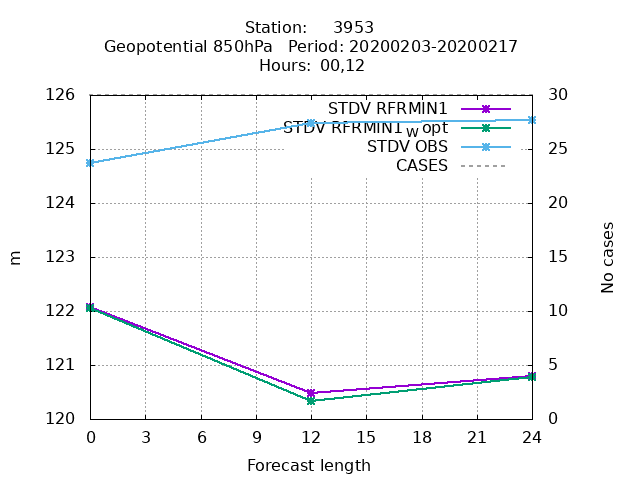 Station: 3953
Geopotential 850hPa Period: 20200203-20200217
Hours: 00,12
126
125
124
123
122
121
120
m
30
25
20
15
10
5
0
No cases
STDV RFRMIN1
STDV RFRMIN1_w opt
STDV OBS
CASES
0 3 6 9 12 15 18 21 24
Forecast length